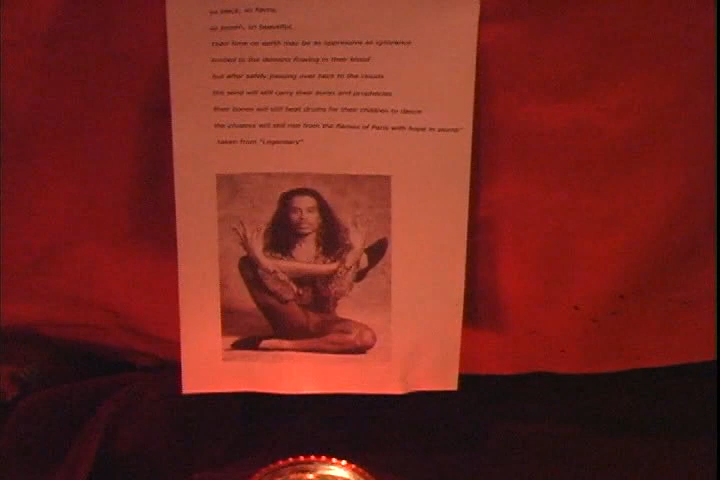 so black, so fierce,
so poison, so beautiful,
their time on earth may be as oppressive as ignorance
suited to the demons flowing in their blood
but after safely passing over back to the clouds
the wind will still carry their songs and prophecies
their bones will still beat drums for their children to dance
the phoenix will still rise from the flames of Paris with hope in sound"
taken from "Legendary"